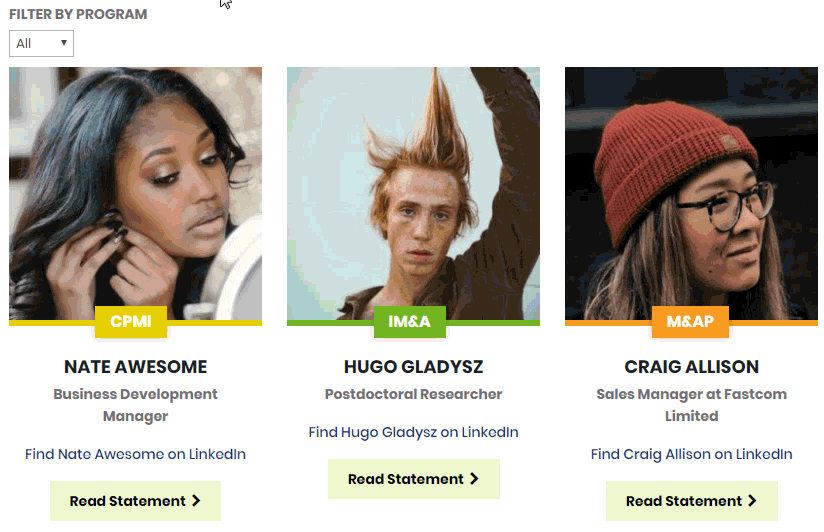 FILTER BY PROGRAM
All
CPMI
IM&A
M&AP
NATE AWESOME
HUGO GLADYSZ
CRAIG ALLISON
Business Development
Manager
Postdoctoral Researcher
Sales Manager at Fastcom
Limited
Find Nate Awesome on LinkedIn
Find Hugo Gladysz on LinkedIn
Find Craig Allison on LinkedIn
Read Statement
Read Statement
Read Statement